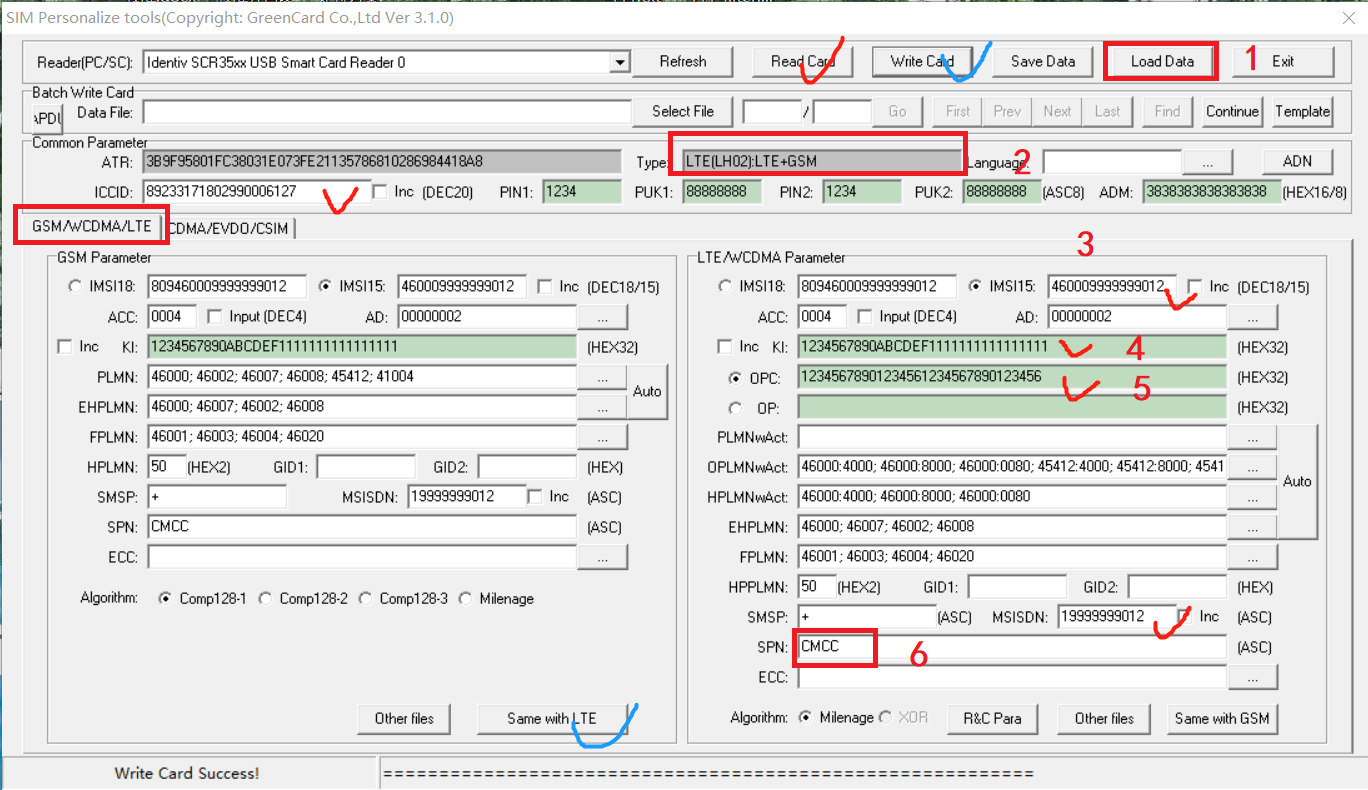 SIM Personalize tools(Copyright: GreenCard Co.,Ltd Ver 3.1.0)
Reader(PC/SC): Identiv SCR35xx USB Smart Card Reader 0 Refresh Read Card Write Card Save Data Load Data 1 Exit
Batch Write Card
APDU Data File: Select File / Go First Prev Next Last Find Continue Template
Common Parameter
ATR: 3B9F95801FC38031E073FE21135786810286984418A8 Type: LTE(LH02):LTE+GSM 2 Language: ... ADN
ICCID: 89233171802990006127 Inc (DEC20) PIN1: 1234 PUK1: 88888888 PIN2: 1234 PUK2: 88888888 (ASC8) ADM: 3838383838383838 (HEX16/8)
GSM/WCDMA/LTE CDMA/EVDO/CSIM
3
GSM Parameter
IMSI18: 809460009999999012 IMSI15: 460009999999012 Inc (DEC18/15)
ACC: 0004 Input (DEC4) AD: 00000002 ...
Inc KI: 1234567890ABCDEF1111111111111111 (HEX32)
PLMN: 46000; 46002; 46007; 46008; 45412; 41004 ...
Auto
EHPLMN: 46000; 46007; 46002; 46008 ...
FPLMN: 46001; 46003; 46004; 46020 ...
HPLMN: 50 (HEX2) GID1: GID2: (HEX)
SMSP: + MSISDN: 19999999012 Inc (ASC)
SPN: CMCC (ASC)
ECC: ...
Algorithm: Comp128-1 Comp128-2 Comp128-3 Milenage
Other files Same with LTE
LTE/WCDMA Parameter
IMSI18: 809460009999999012 IMSI15: 460009999999012 Inc (DEC18/15)
ACC: 0004 Input (DEC4) AD: 00000002 ...
Inc KI: 1234567890ABCDEF1111111111111111 4 (HEX32)
OPC: 12345678901234561234567890123456 5 (HEX32)
OP: (HEX32)
PLMNwAct: ...
OPLMNwAct: 46000:4000; 46000:8000; 46000:0080; 45412:4000; 45412:8000; 4541 ...
Auto
HPLMNwAct: 46000:4000; 46000:8000; 46000:0080 ...
EHPLMN: 46000; 46007; 46002; 46008 ...
FPLMN: 46001; 46003; 46004; 46020 ...
HPPLMN: 50 (HEX2) GID1: GID2: (HEX)
SMSP: + (ASC) MSISDN: 19999999012 Inc (ASC)
SPN: CMCC 6 (ASC)
ECC: ...
Algorithm: Milenage XOR R&C Para Other files Same with GSM
Write Card Success! ==========================================================